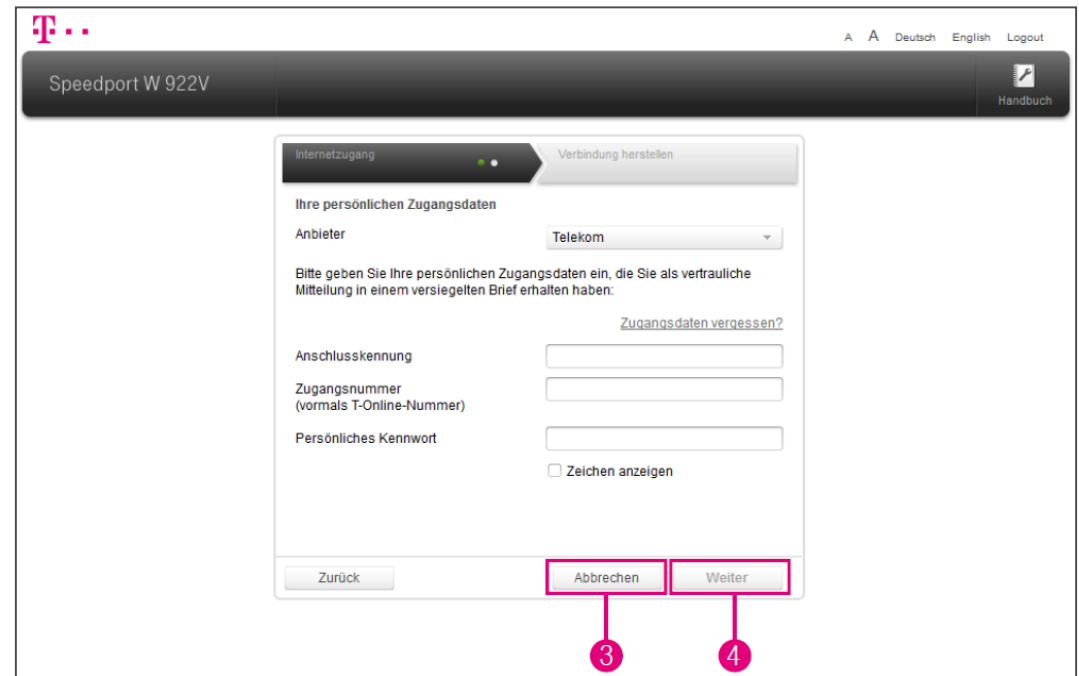 T
A A Deutsch English Logout
Speedport W 922V
Handbuch
Internetzugang
Verbindung herstellen
Ihre persönlichen Zugangsdaten
Anbieter
Telekom
Bitte geben Sie Ihre persönlichen Zugangsdaten ein, die Sie als vertrauliche
Mitteilung in einem versiegelten Brief erhalten haben:
Zugangsdaten vergessen?
Anschlusskennung
Zugangsnummer
(vormals T-Online-Nummer)
Persönliches Kennwort
Zeichen anzeigen
Zurück
Abbrechen
Weiter
3
4